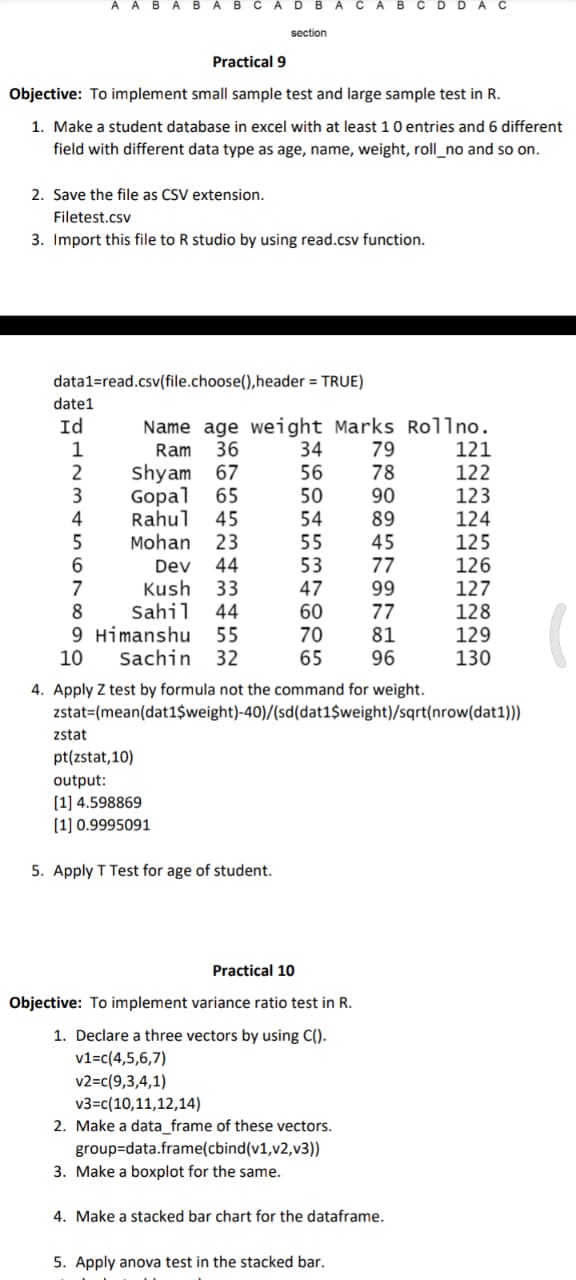 A A B A B A B C A D B A C A B C D D A C
section
Practical 9
Objective: To implement small sample test and large sample test in R.
1. Make a student database in excel with at least 1 0 entries and 6 different
field with different data type as age, name, weight, roll_no and so on.
2. Save the file as CSV extension.
Filetest.csv
3. Import this file to R studio by using read.csv function.
data1=read.csv(file.choose(),header = TRUE)
date1
Id Name age weight Marks Rollno.
1 Ram 36 34 79 121
2 Shyam 67 56 78 122
3 Gopal 65 50 90 123
4 Rahul 45 54 89 124
5 Mohan 23 55 45 125
6 Dev 44 53 77 126
7 Kush 33 47 99 127
8 Sahil 44 60 77 128
9 Himanshu 55 70 81 129
10 Sachin 32 65 96 130
4. Apply Z test by formula not the command for weight.
zstat=(mean(dat1$weight)-40)/(sd(dat1$weight)/sqrt(nrow(dat1)))
zstat
pt(zstat,10)
output:
[1] 4.598869
[1] 0.9995091
5. Apply T Test for age of student.
Practical 10
Objective: To implement variance ratio test in R.
1. Declare a three vectors by using C().
v1=c(4,5,6,7)
v2=c(9,3,4,1)
v3=c(10,11,12,14)
2. Make a data_frame of these vectors.
group=data.frame(cbind(v1,v2,v3))
3. Make a boxplot for the same.
4. Make a stacked bar chart for the dataframe.
5. Apply anova test in the stacked bar.